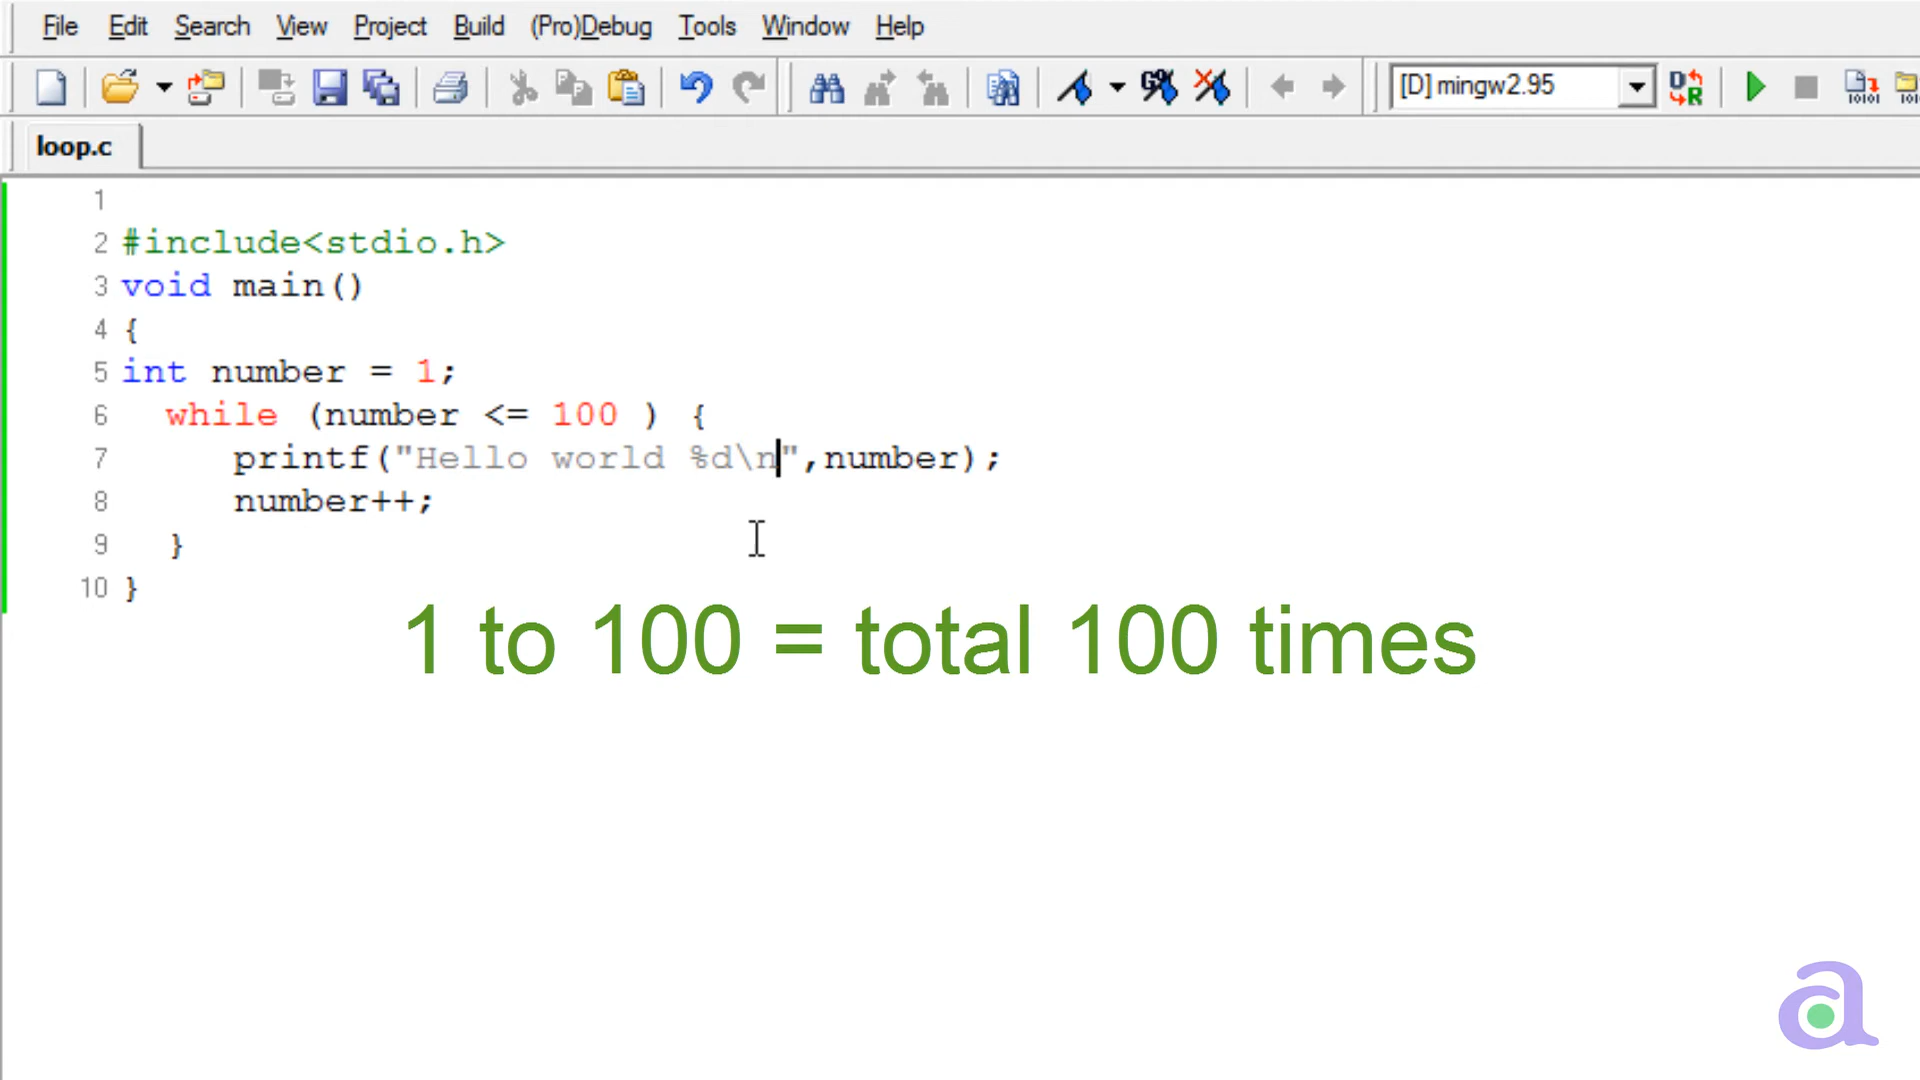 File Edit Search View Project Build (Pro)Debug Tools Window Help
[D] mingw2.95
loop.c
1
2 #include<stdio.h>
3 void main()
4 {
5 int number = 1;
6 while (number <= 100 ) {
7 printf("Hello world %d\n",number);
8 number++;
9 }
10 }
1 to 100 = total 100 times
a